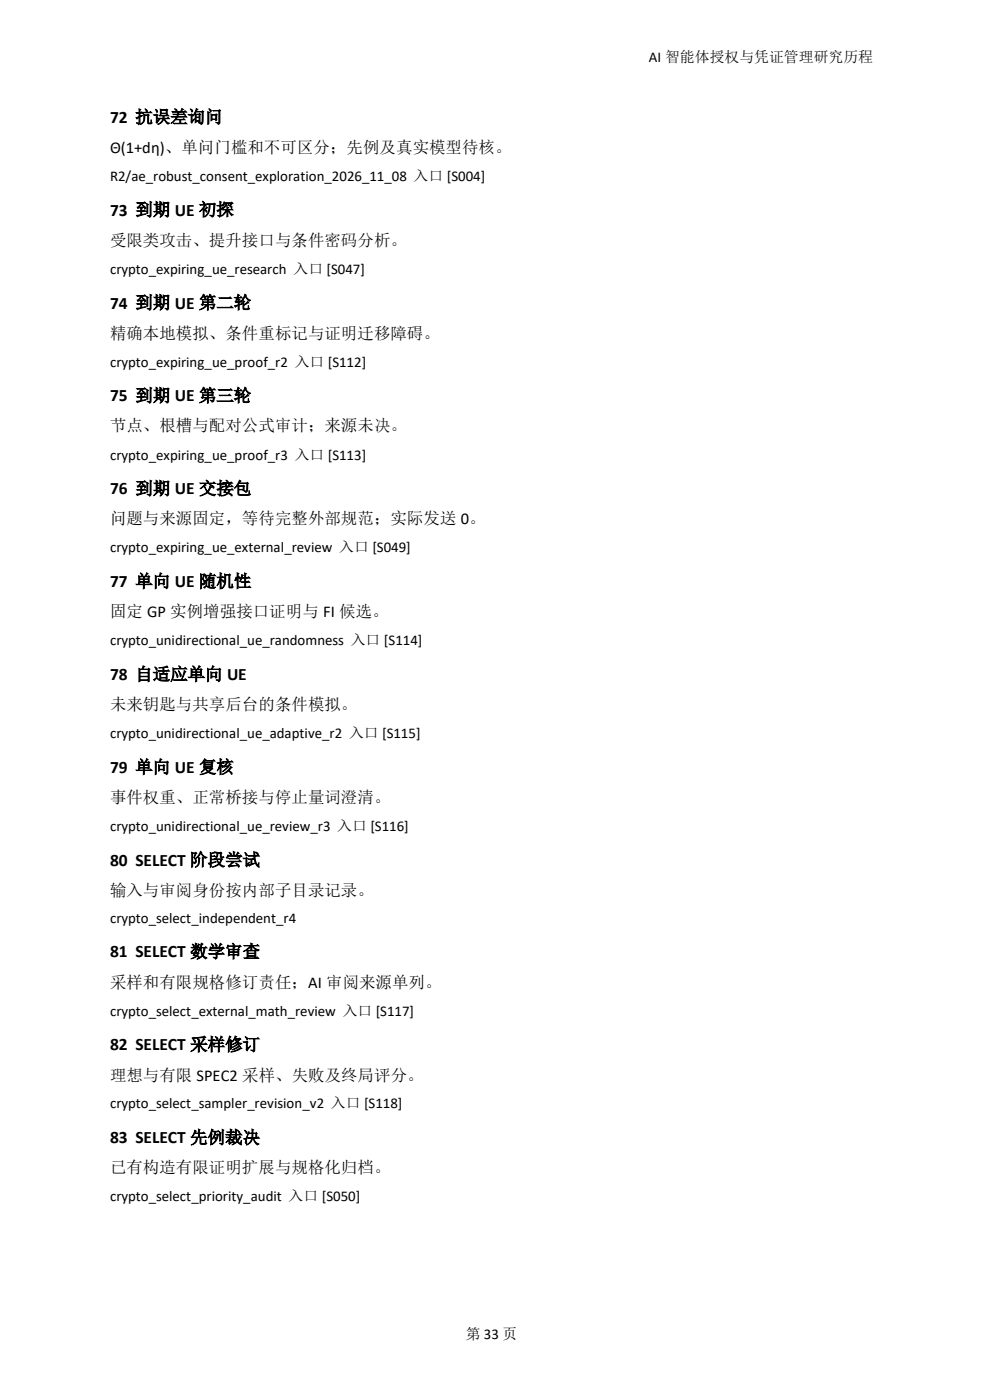 AI 智能体授权与凭证管理研究历程
72 抗误差询问
Θ(1+dη)、单问门槛和不可区分；先例及真实模型待核。
R2/ae_robust_consent_exploration_2026_11_08 入口 [S004]
73 到期 UE 初探
受限类攻击、提升接口与条件密码分析。
crypto_expiring_ue_research 入口 [S047]
74 到期 UE 第二轮
精确本地模拟、条件重标记与证明迁移障碍。
crypto_expiring_ue_proof_r2 入口 [S112]
75 到期 UE 第三轮
节点、根槽与配对公式审计；来源未决。
crypto_expiring_ue_proof_r3 入口 [S113]
76 到期 UE 交接包
问题与来源固定，等待完整外部规范；实际发送 0。
crypto_expiring_ue_external_review 入口 [S049]
77 单向 UE 随机性
固定 GP 实例增强接口证明与 FI 候选。
crypto_unidirectional_ue_randomness 入口 [S114]
78 自适应单向 UE
未来钥匙与共享后台的条件模拟。
crypto_unidirectional_ue_adaptive_r2 入口 [S115]
79 单向 UE 复核
事件权重、正常桥接与停止量词澄清。
crypto_unidirectional_ue_review_r3 入口 [S116]
80 SELECT 阶段尝试
输入与审阅身份按内部子目录记录。
crypto_select_independent_r4
81 SELECT 数学审查
采样和有限规格修订责任；AI 审阅来源单列。
crypto_select_external_math_review 入口 [S117]
82 SELECT 采样修订
理想与有限 SPEC2 采样、失败及终局评分。
crypto_select_sampler_revision_v2 入口 [S118]
83 SELECT 先例裁决
已有构造有限证明扩展与规格化归档。
crypto_select_priority_audit 入口 [S050]
第 33 页